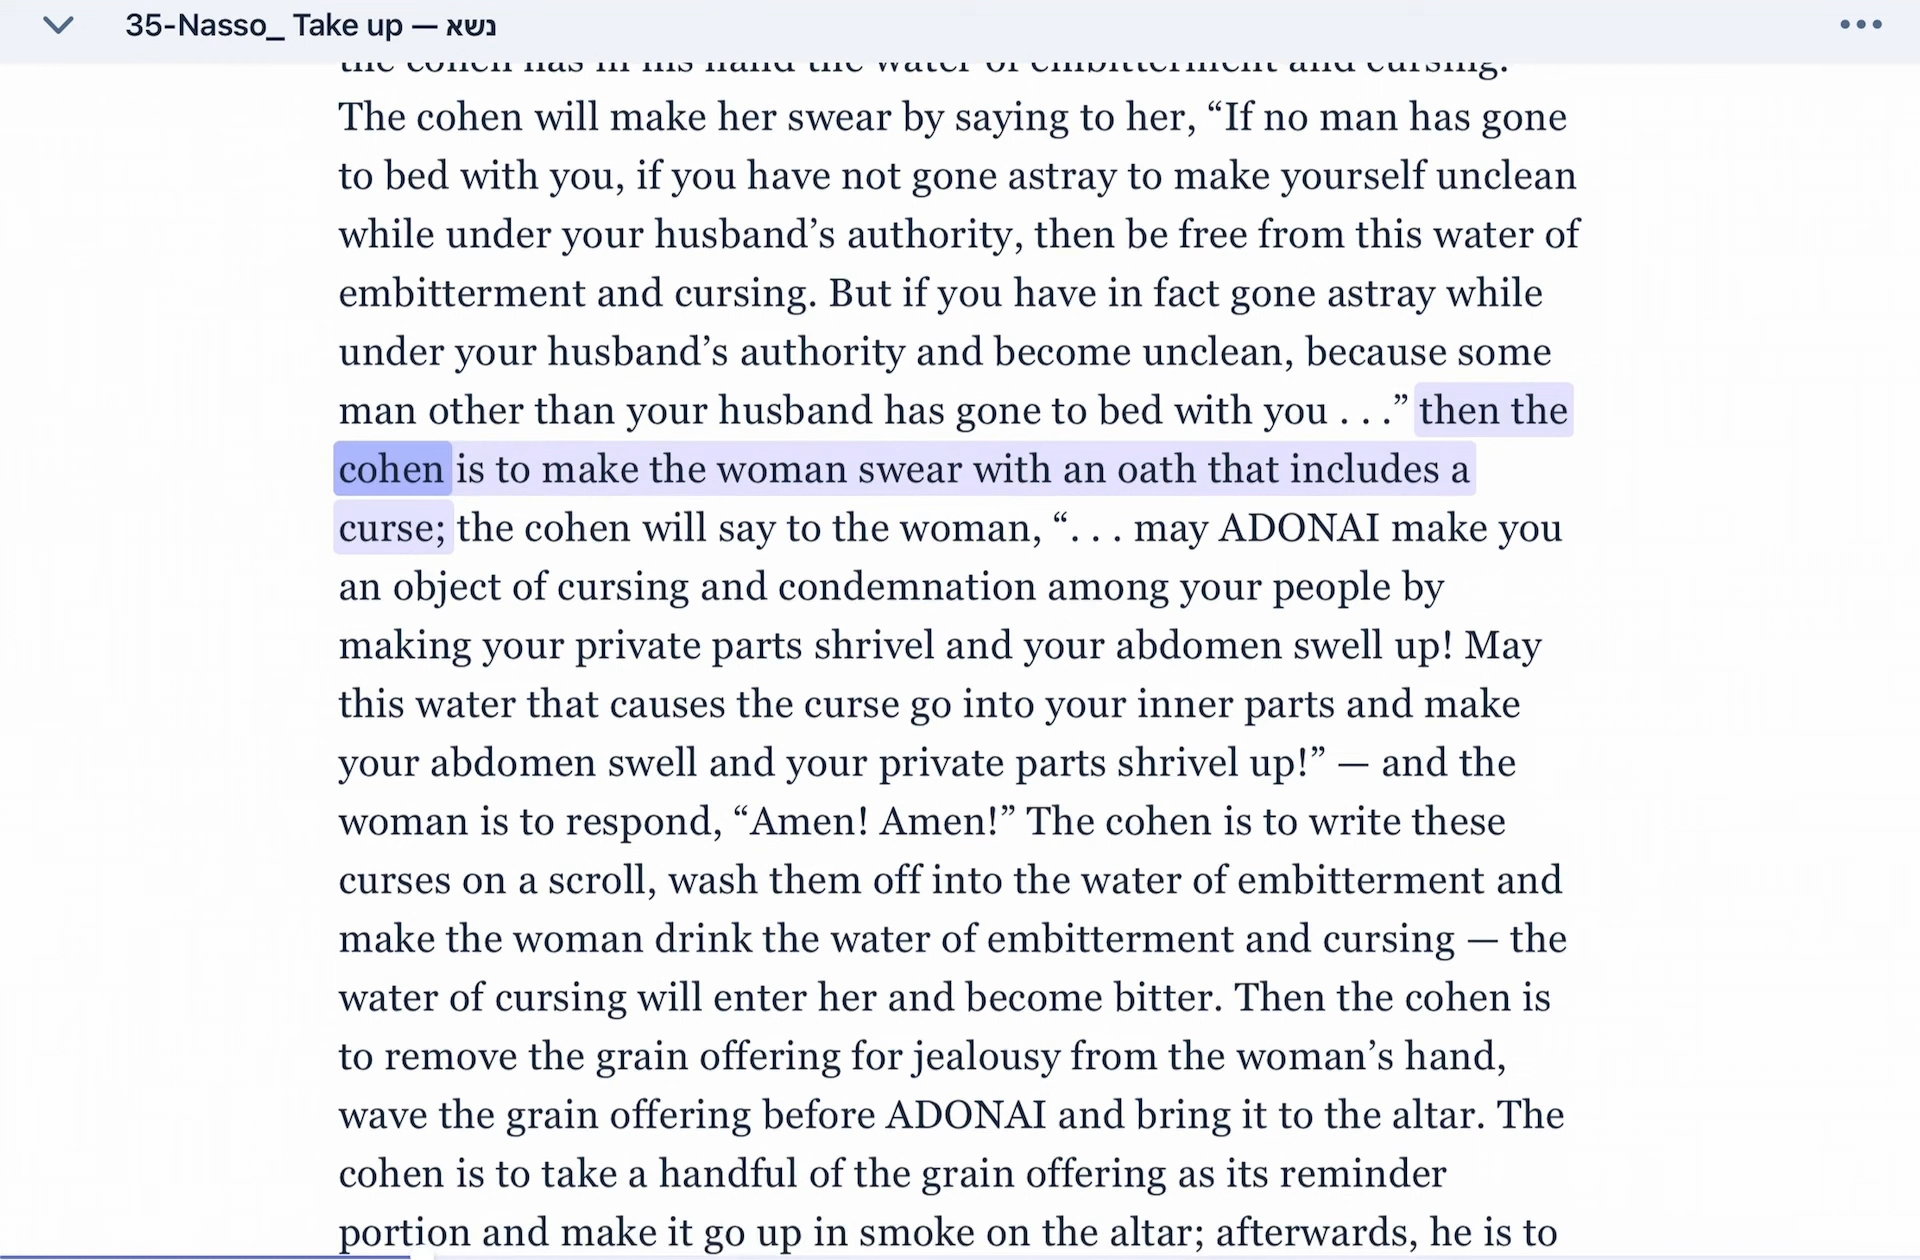 35-Nasso_ Take up — נשא
the cohen has in his hand the water of embitterment and cursing.
The cohen will make her swear by saying to her, “If no man has gone
to bed with you, if you have not gone astray to make yourself unclean
while under your husband’s authority, then be free from this water of
embitterment and cursing. But if you have in fact gone astray while
under your husband’s authority and become unclean, because some
man other than your husband has gone to bed with you . . .” then the
cohen is to make the woman swear with an oath that includes a
curse; the cohen will say to the woman, “. . . may ADONAI make you
an object of cursing and condemnation among your people by
making your private parts shrivel and your abdomen swell up! May
this water that causes the curse go into your inner parts and make
your abdomen swell and your private parts shrivel up!” — and the
woman is to respond, “Amen! Amen!” The cohen is to write these
curses on a scroll, wash them off into the water of embitterment and
make the woman drink the water of embitterment and cursing — the
water of cursing will enter her and become bitter. Then the cohen is
to remove the grain offering for jealousy from the woman’s hand,
wave the grain offering before ADONAI and bring it to the altar. The
cohen is to take a handful of the grain offering as its reminder
portion and make it go up in smoke on the altar; afterwards, he is to